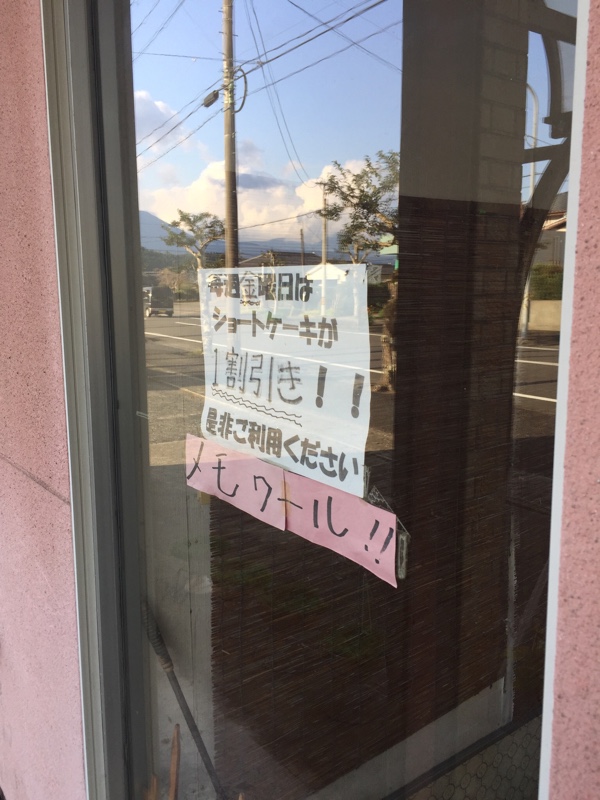 毎週金曜日は
ショートケーキが
1割引き!!
是非ご利用ください
メモワール!!